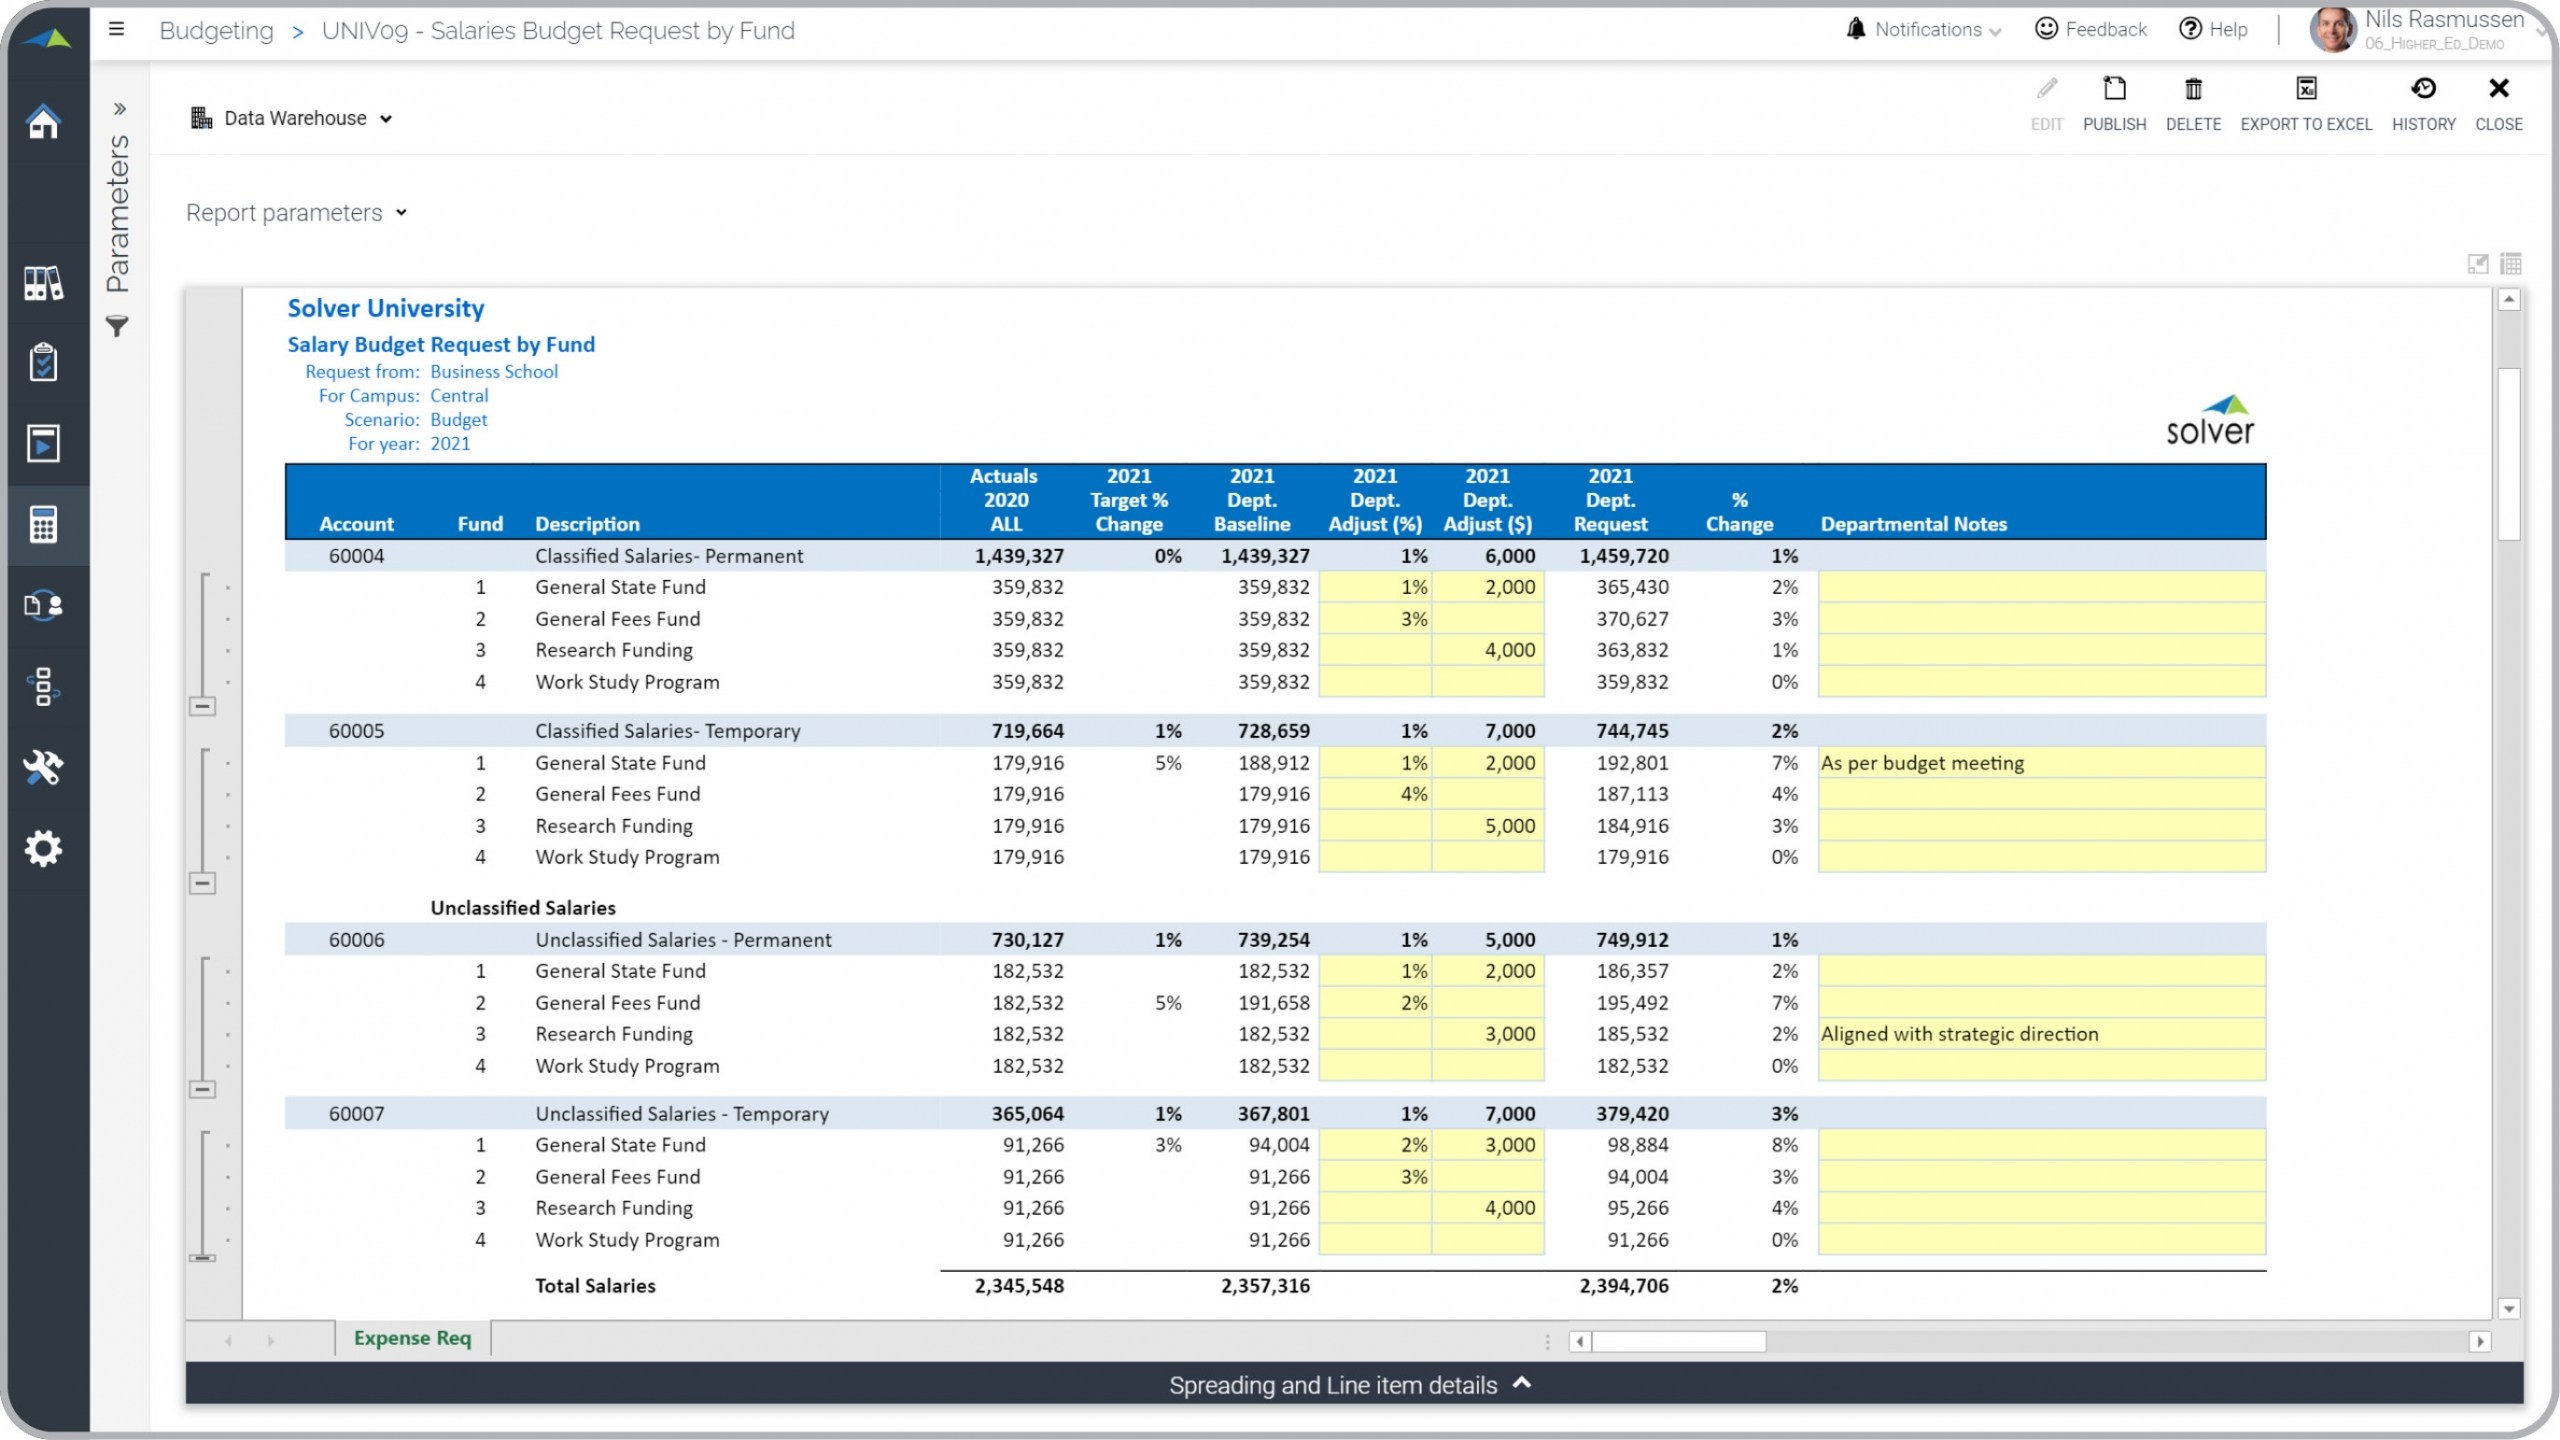 Budgeting > UNIV09 - Salaries Budget Request by Fund
Notifications Feedback Help
Nils Rasmussen
06_Higher_Ed_Demo
Parameters
Data Warehouse
EDIT PUBLISH DELETE EXPORT TO EXCEL HISTORY CLOSE
Report parameters
Solver University
Salary Budget Request by Fund
Request from: Business School
For Campus: Central
Scenario: Budget
For year: 2021
solver
Actuals 2021 2021 2021 2021 2021
2020 Target % Dept. Dept. Dept. Dept. %
Account Fund Description ALL Change Baseline Adjust (%) Adjust ($) Request Change Departmental Notes
60004 Classified Salaries- Permanent 1,439,327 0% 1,439,327 1% 6,000 1,459,720 1%
1 General State Fund 359,832 359,832 1% 2,000 365,430 2%
2 General Fees Fund 359,832 359,832 3% 370,627 3%
3 Research Funding 359,832 359,832 4,000 363,832 1%
4 Work Study Program 359,832 359,832 359,832 0%
60005 Classified Salaries- Temporary 719,664 1% 728,659 1% 7,000 744,745 2%
1 General State Fund 179,916 5% 188,912 1% 2,000 192,801 7% As per budget meeting
2 General Fees Fund 179,916 179,916 4% 187,113 4%
3 Research Funding 179,916 179,916 5,000 184,916 3%
4 Work Study Program 179,916 179,916 179,916 0%
Unclassified Salaries
60006 Unclassified Salaries - Permanent 730,127 1% 739,254 1% 5,000 749,912 1%
1 General State Fund 182,532 182,532 1% 2,000 186,357 2%
2 General Fees Fund 182,532 5% 191,658 2% 195,492 7%
3 Research Funding 182,532 182,532 3,000 185,532 2% Aligned with strategic direction
4 Work Study Program 182,532 182,532 182,532 0%
60007 Unclassified Salaries - Temporary 365,064 1% 367,801 1% 7,000 379,420 3%
1 General State Fund 91,266 3% 94,004 2% 3,000 98,884 8%
2 General Fees Fund 91,266 91,266 3% 94,004 3%
3 Research Funding 91,266 91,266 4,000 95,266 4%
4 Work Study Program 91,266 91,266 91,266 0%
Total Salaries 2,345,548 2,357,316 2,394,706 2%
Expense Req
Spreading and Line item details